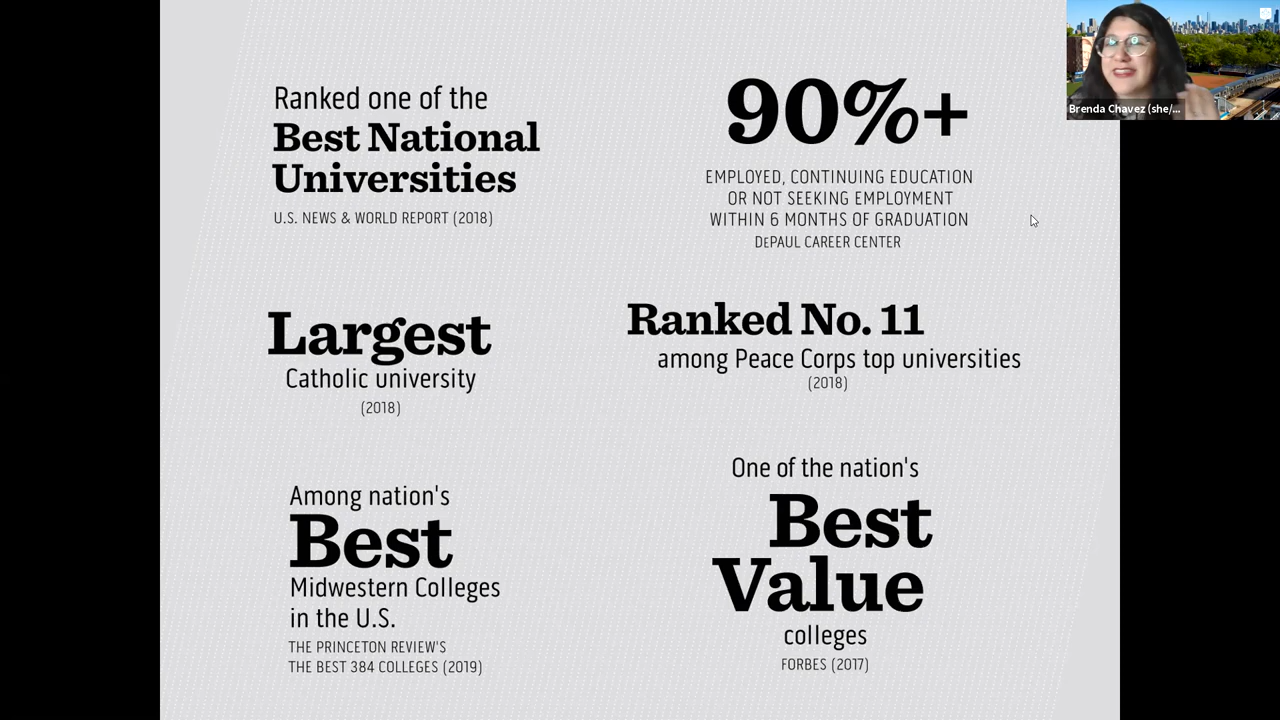 Ranked one of the
Best National
Universities
U.S. NEWS & WORLD REPORT (2018)
90%+
EMPLOYED, CONTINUING EDUCATION
OR NOT SEEKING EMPLOYMENT
WITHIN 6 MONTHS OF GRADUATION
DePAUL CAREER CENTER
Largest
Catholic university
(2018)
Ranked No. 11
among Peace Corps top universities
(2018)
Among nation's
Best
Midwestern Colleges
in the U.S.
THE PRINCETON REVIEW'S
THE BEST 384 COLLEGES (2019)
One of the nation's
Best
Value
colleges
FORBES (2017)
Brenda Chavez (she/...